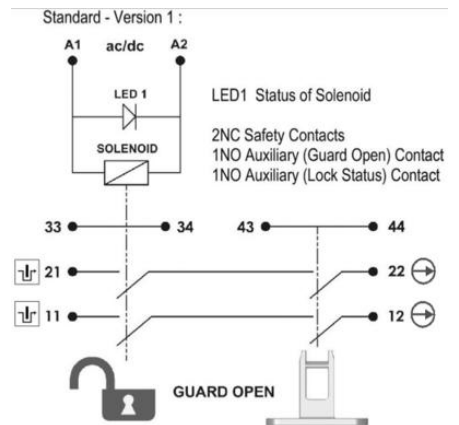 Standard - Version 1 :
A1 ac/dc A2
LED 1
LED1 Status of Solenoid
2NC Safety Contacts
SOLENOID
1NO Auxiliary (Guard Open) Contact
1NO Auxiliary (Lock Status) Contact
33 34 43 44
21 22
11 12
GUARD OPEN